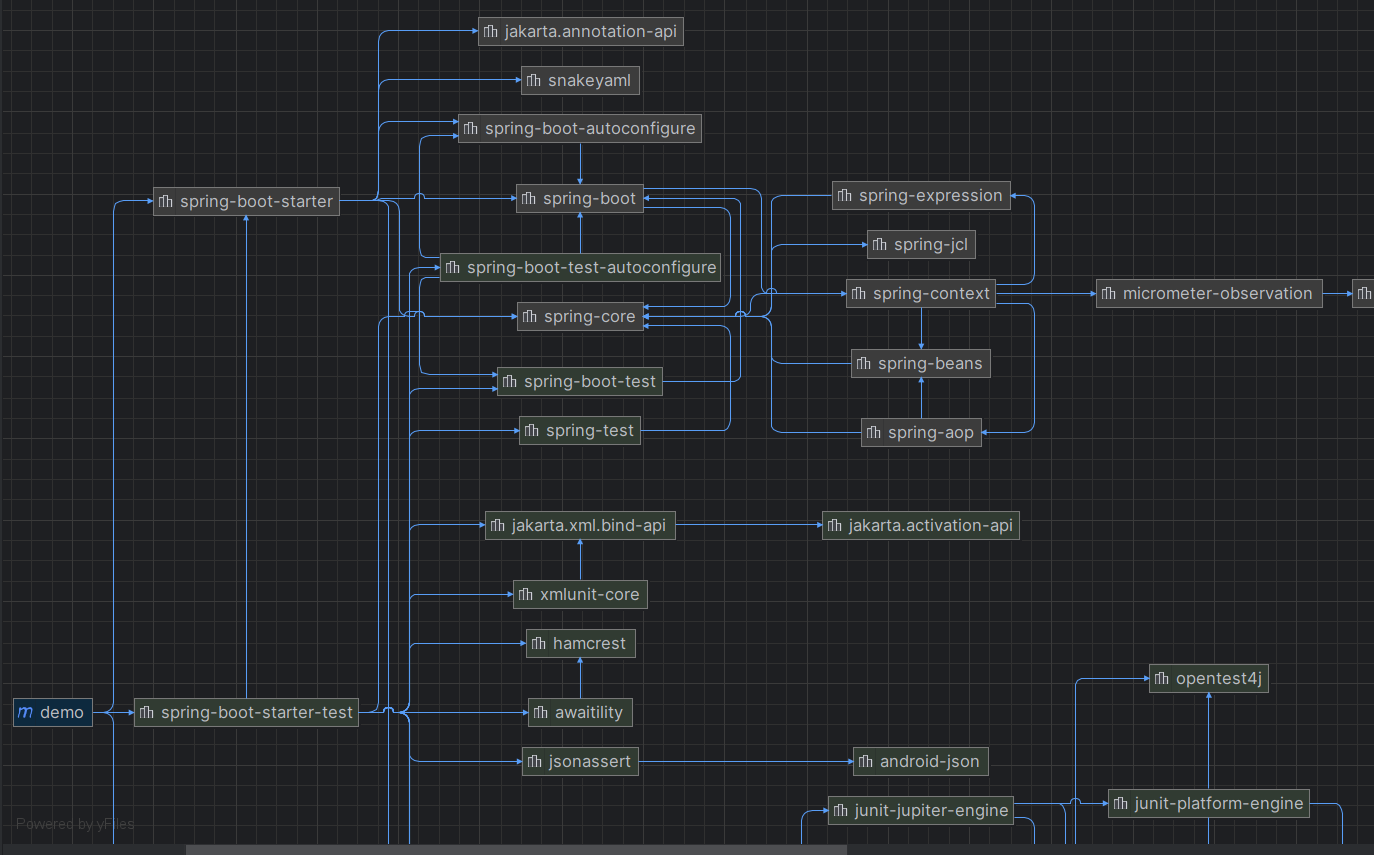 jakarta.annotation-api
snakeyaml
spring-boot-autoconfigure
spring-boot-starter
spring-boot
spring-expression
spring-jcl
spring-boot-test-autoconfigure
spring-context
micrometer-observation
spring-core
spring-beans
spring-boot-test
spring-test
spring-aop
jakarta.xml.bind-api
jakarta.activation-api
xmlunit-core
hamcrest
opentest4j
m demo
spring-boot-starter-test
awaitility
jsonassert
android-json
junit-jupiter-engine
junit-platform-engine
Powered by yFiles